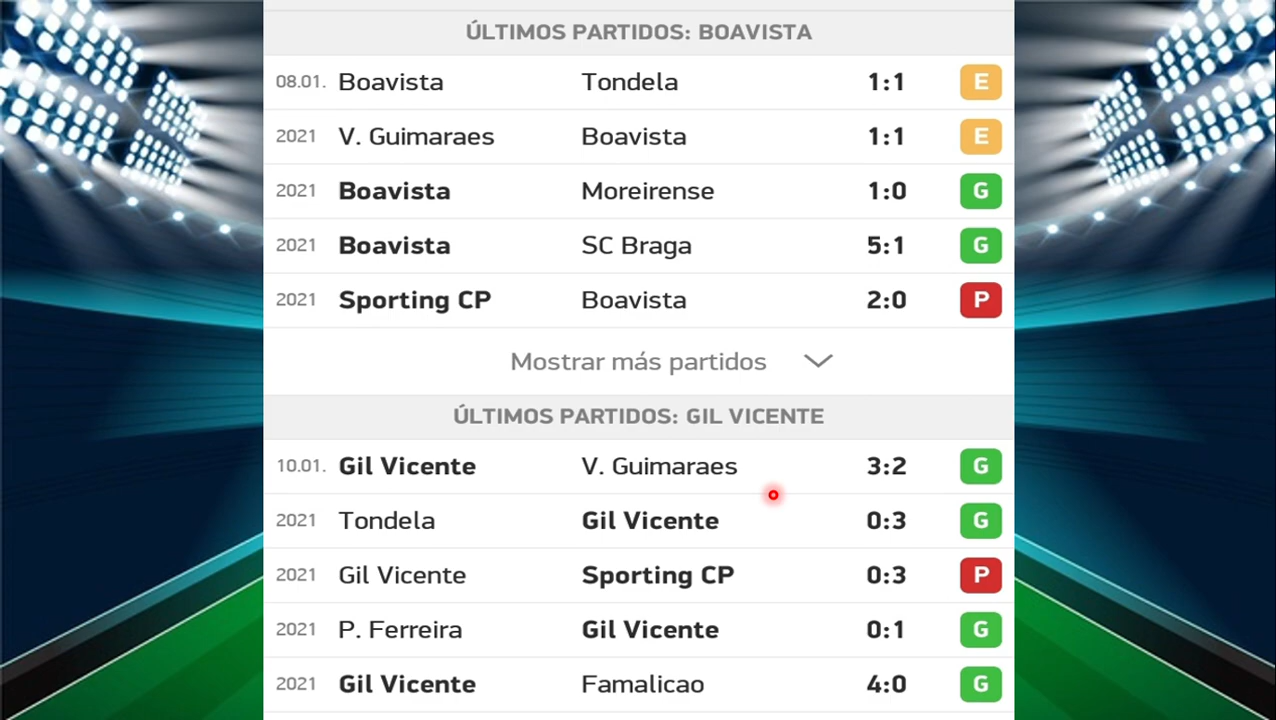 ÚLTIMOS PARTIDOS: BOAVISTA
08.01. Boavista Tondela 1:1 E
2021 V. Guimaraes Boavista 1:1 E
2021 Boavista Moreirense 1:0 G
2021 Boavista SC Braga 5:1 G
2021 Sporting CP Boavista 2:0 P
Mostrar más partidos
ÚLTIMOS PARTIDOS: GIL VICENTE
10.01. Gil Vicente V. Guimaraes 3:2 G
2021 Tondela Gil Vicente 0:3 G
2021 Gil Vicente Sporting CP 0:3 P
2021 P. Ferreira Gil Vicente 0:1 G
2021 Gil Vicente Famalicao 4:0 G